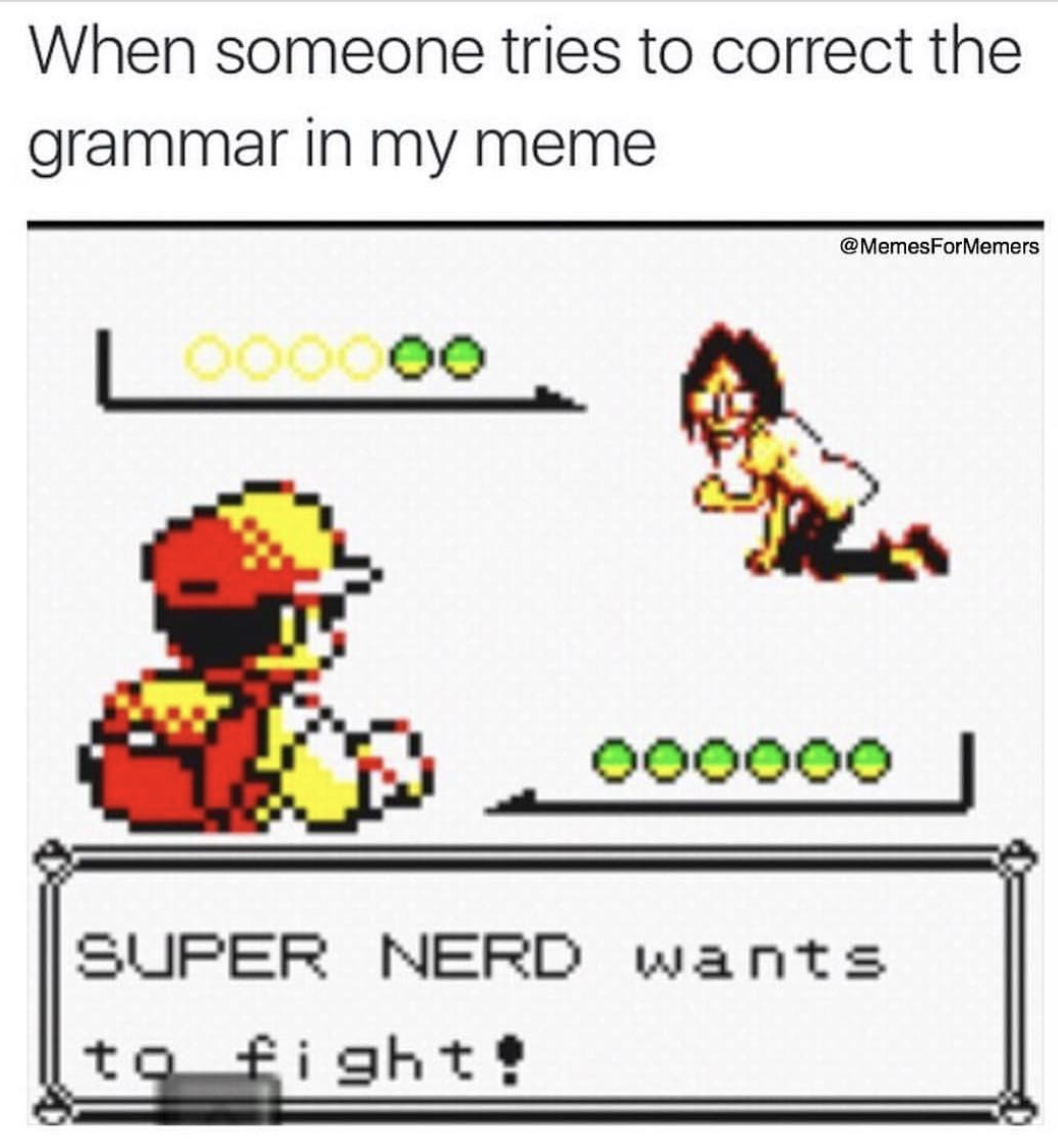 When someone tries to correct the
grammar in my meme
@MemesForMemers
SUPER NERD wants
to fight!